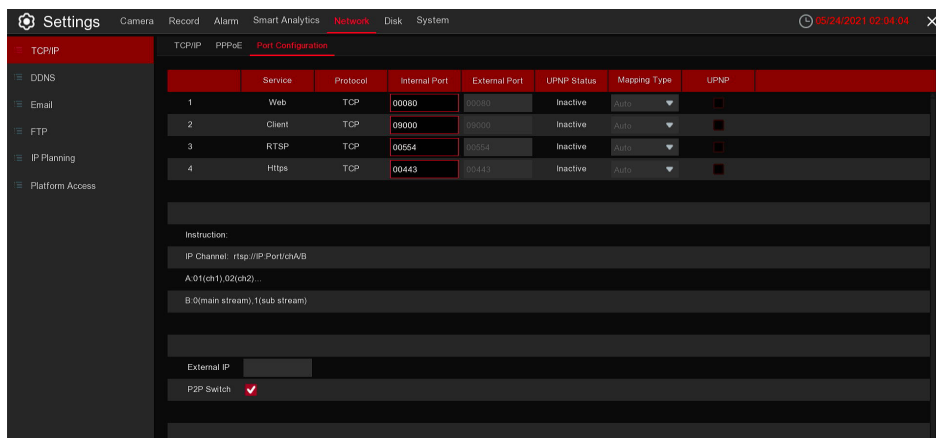 Settings Camera Record Alarm Smart Analytics Network Disk System 05/24/2021 02:04:04
TCP/IP PPPoE Port Configuration
TCP/IP
DDNS
Email
FTP
IP Planning
Platform Access
Service Protocol Internal Port External Port UPNP Status Mapping Type UPNP
1 Web TCP 00080 00080 Inactive Auto
2 Client TCP 09000 09000 Inactive Auto
3 RTSP TCP 00554 00554 Inactive Auto
4 Https TCP 00443 00443 Inactive Auto
Instruction:
IP Channel: rtsp://IP:Port/chA/B
A:01(ch1),02(ch2)...
B:0(main stream),1(sub stream)
External IP
P2P Switch